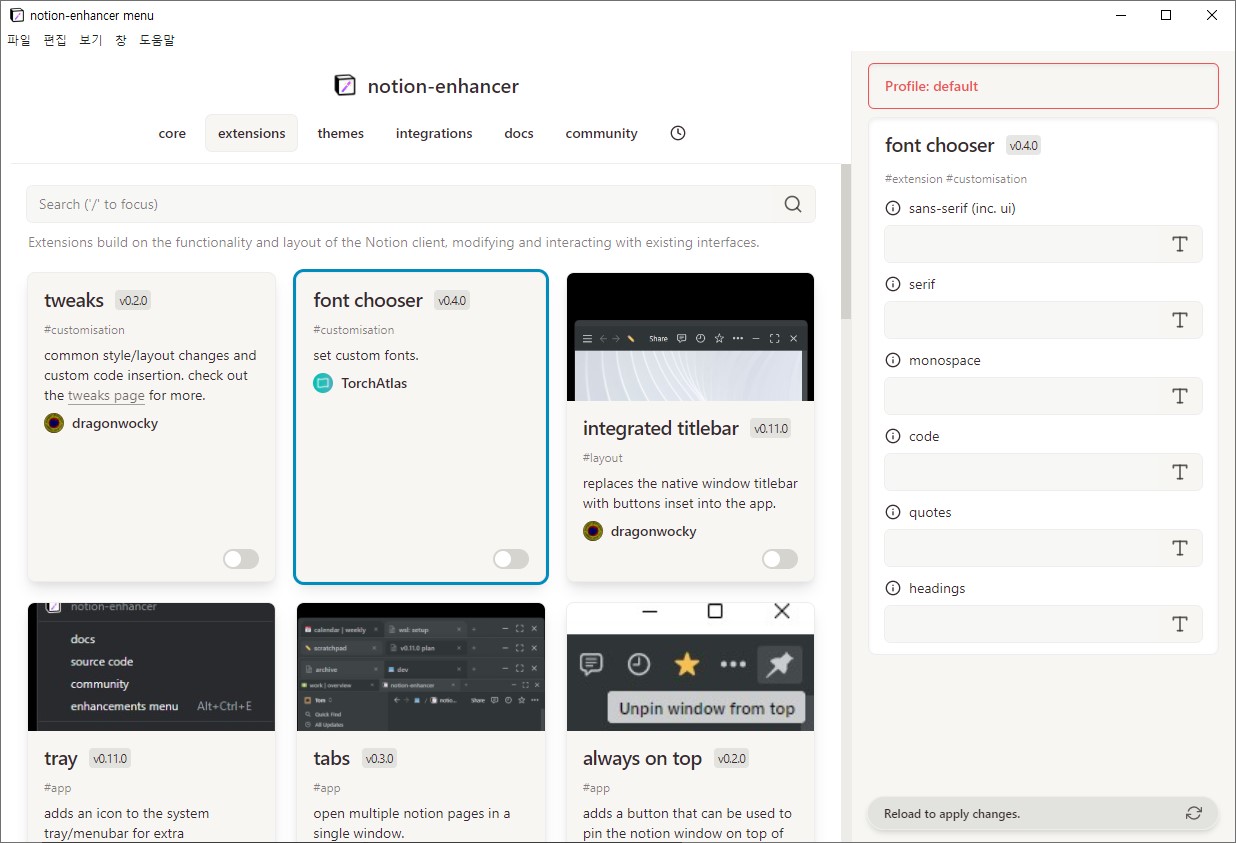 notion-enhancer menu
파일 편집 보기 창 도움말
notion-enhancer
core extensions themes integrations docs community
Search ('/' to focus)
Extensions build on the functionality and layout of the Notion client, modifying and interacting with existing interfaces.
tweaks v0.2.0
#customisation
common style/layout changes and
custom code insertion. check out
the tweaks page for more.
dragonwocky
font chooser v0.4.0
#customisation
set custom fonts.
TorchAtlas
Share
integrated titlebar v0.11.0
#layout
replaces the native window titlebar
with buttons inset into the app.
dragonwocky
notion-enhancer
docs
source code
community
enhancements menu Alt+Ctrl+E
tray v0.11.0
#app
adds an icon to the system
tray/menubar for extra
calendar | weekly wsl: setup
scratchpad v0.11.0 plan
archive dev
work | overview notion-enhancer
tom notio... Share
Quick Find
All Updates
tabs v0.3.0
#app
open multiple notion pages in a
single window.
Unpin window from top
always on top v0.2.0
#app
adds a button that can be used to
pin the notion window on top of
Profile: default
font chooser v0.4.0
#extension #customisation
sans-serif (inc. ui)
serif
monospace
code
quotes
headings
Reload to apply changes.